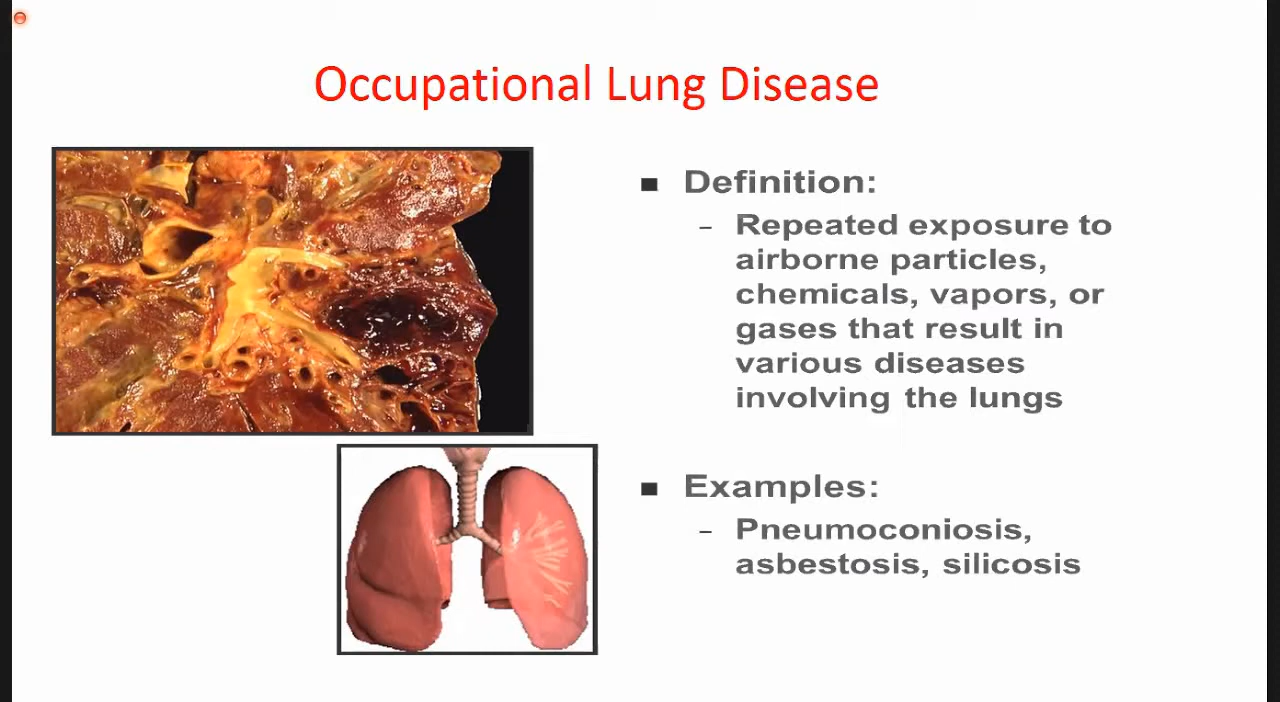 Occupational Lung Disease
■ Definition:
– Repeated exposure to
airborne particles,
chemicals, vapors, or
gases that result in
various diseases
involving the lungs
■ Examples:
– Pneumoconiosis,
asbestosis, silicosis